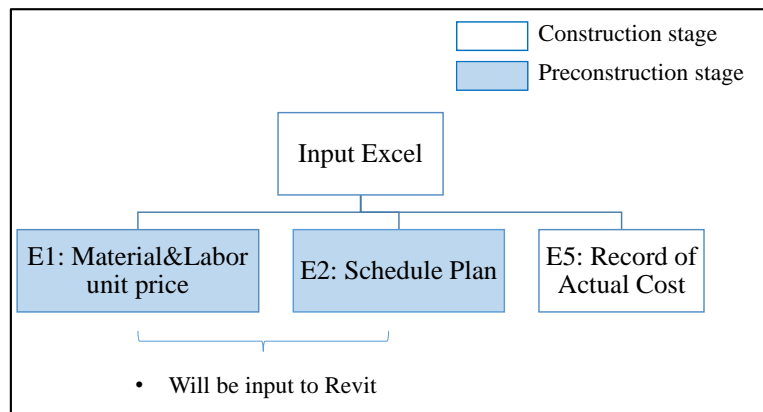 Construction stage
Preconstruction stage
Input Excel
E1: Material&Labor
unit price
E2: Schedule Plan
E5: Record of
Actual Cost
• Will be input to Revit